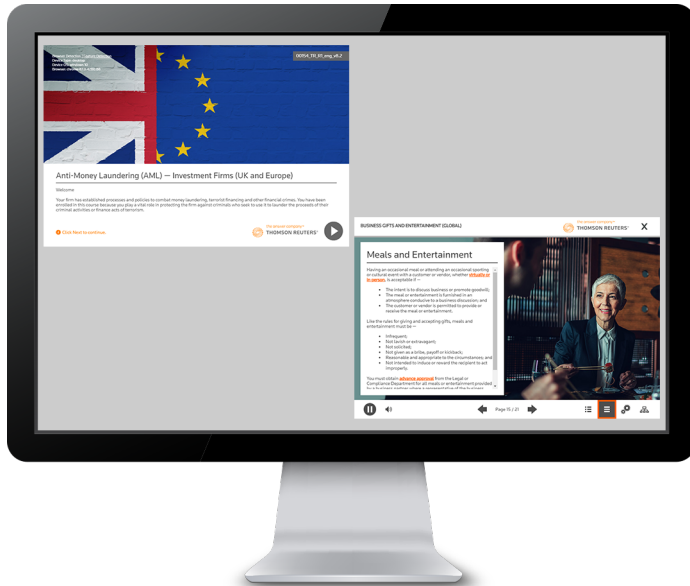 00154_TR_RT_eng_v8.2
Anti-Money Laundering (AML) — Investment Firms (UK and Europe)
Welcome
Your firm has established processes and policies to combat money laundering, terrorist financing and other financial crimes. You have been
enrolled in this course because you play a vital role in protecting the firm against criminals who seek to use it to launder the proceeds of their
criminal activities or finance acts of terrorism.
Click Next to continue
the answer company™
THOMSON REUTERS®
BUSINESS GIFTS AND ENTERTAINMENT (GLOBAL)
the answer company™
THOMSON REUTERS®
X
Meals and Entertainment
Having an occasional meal or attending an occasional sporting
or cultural event with a customer or vendor, whether virtually or
in person, is acceptable if —
• The intent is to discuss business or promote goodwill;
• The meal or entertainment is furnished in an
atmosphere conducive to a business discussion; and
• The customer or vendor is permitted to provide or
receive the meal or entertainment.
Like the rules for giving and accepting gifts, meals and
entertainment must be —
• Infrequent;
• Not lavish or extravagant;
• Not solicited;
• Not given as a bribe, payoff or kickback;
• Reasonable and appropriate to the circumstances; and
• Not intended to induce or reward the recipient to act
improperly.
You must obtain advance approval from the Legal or
Compliance Department for all meals or entertainment provided
by a business partner where a representative of the business
Page 15 / 21